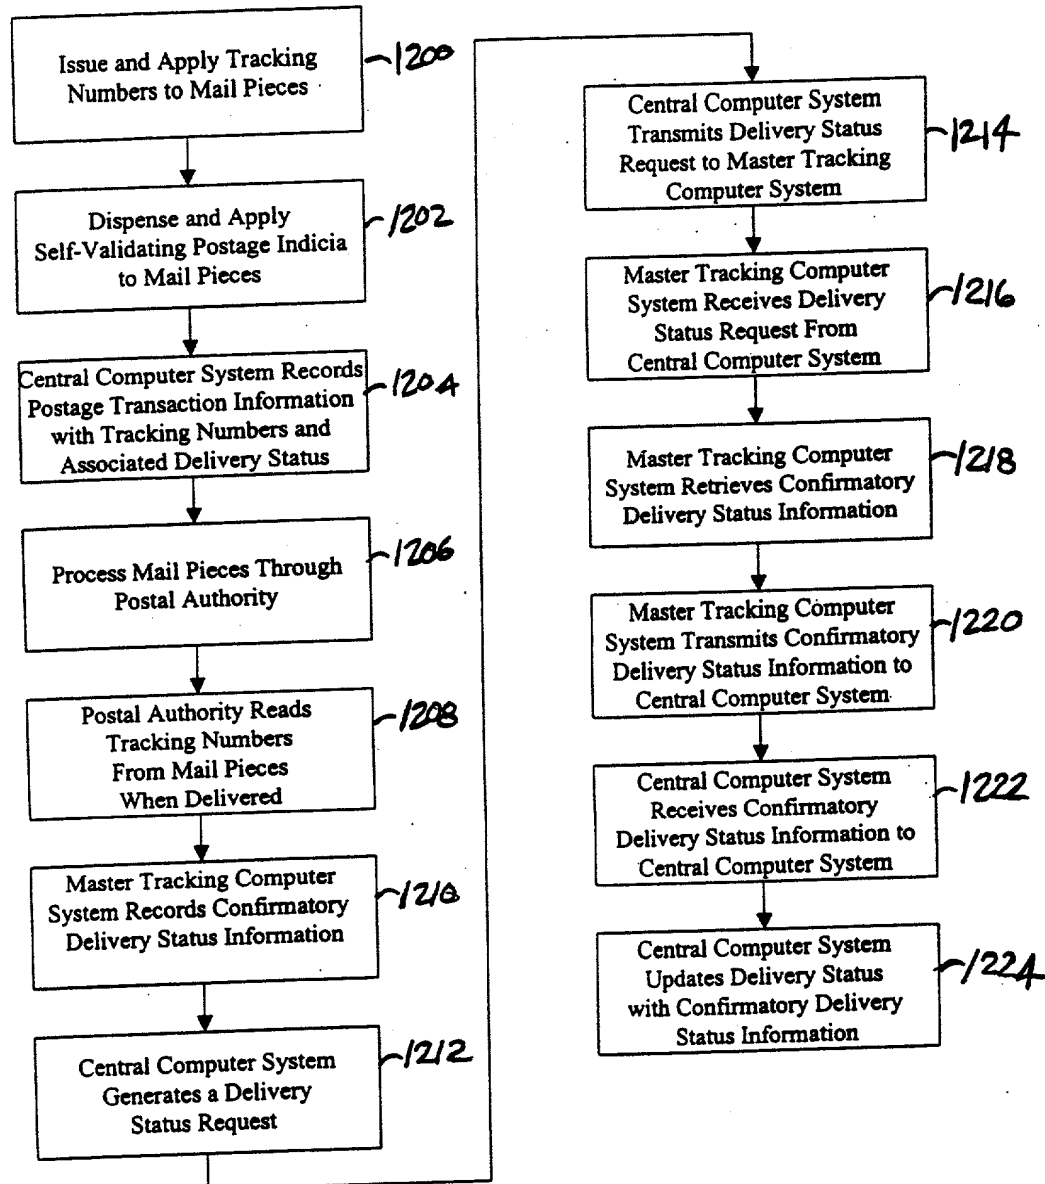 Issue and Apply Tracking
Numbers to Mail Pieces
1200
Dispense and Apply
Self-Validating Postage Indicia
to Mail Pieces
1202
Central Computer System Records
Postage Transaction Information
with Tracking Numbers and
Associated Delivery Status
1204
Process Mail Pieces Through
Postal Authority
1206
Postal Authority Reads
Tracking Numbers
From Mail Pieces
When Delivered
1208
Master Tracking Computer
System Records Confirmatory
Delivery Status Information
1210
Central Computer System
Generates a Delivery
Status Request
1212
Central Computer System
Transmits Delivery Status
Request to Master Tracking
Computer System
1214
Master Tracking Computer
System Receives Delivery
Status Request From
Central Computer System
1216
Master Tracking Computer
System Retrieves Confirmatory
Delivery Status Information
1218
Master Tracking Computer
System Transmits Confirmatory
Delivery Status Information to
Central Computer System
1220
Central Computer System
Receives Confirmatory
Delivery Status Information to
Central Computer System
1222
Central Computer System
Updates Delivery Status
with Confirmatory Delivery
Status Information
1224